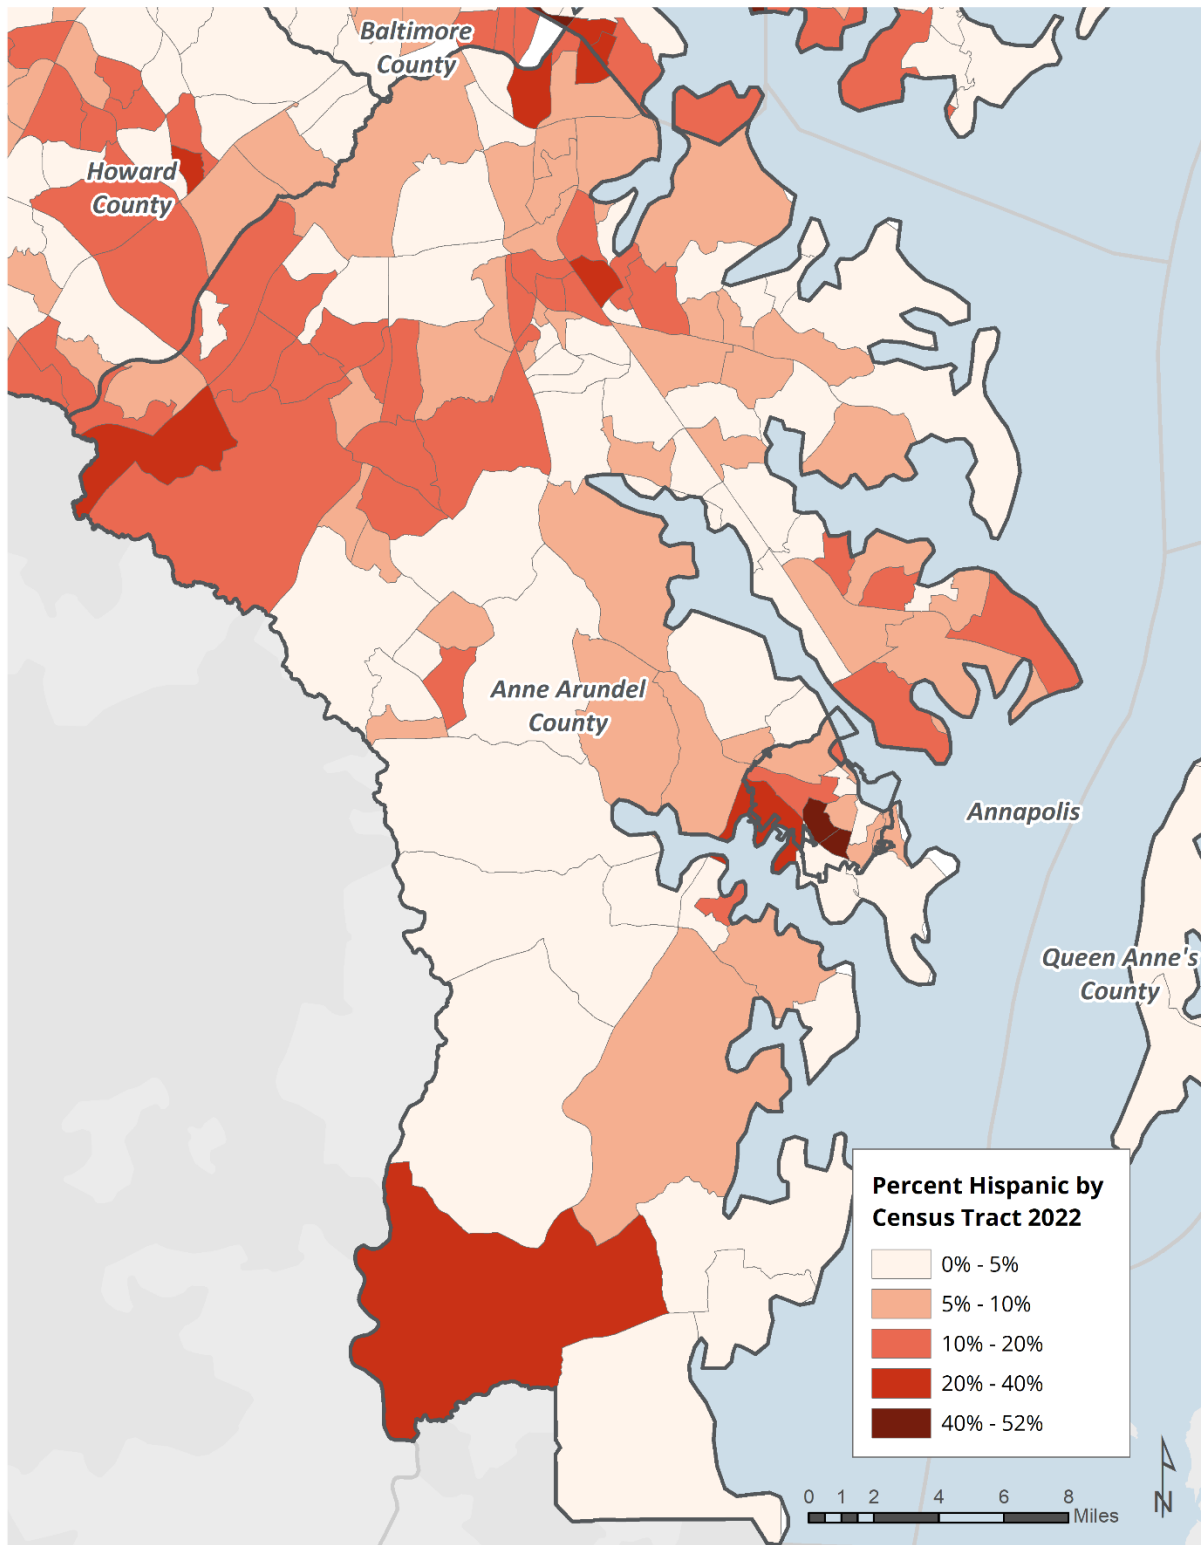 Baltimore
County
Howard
County
Anne Arundel
County
Annapolis
Queen Anne's
County
Percent Hispanic by
Census Tract 2022
0% - 5%
5% - 10%
10% - 20%
20% - 40%
40% - 52%
0 1 2 4 6 8
Miles
N